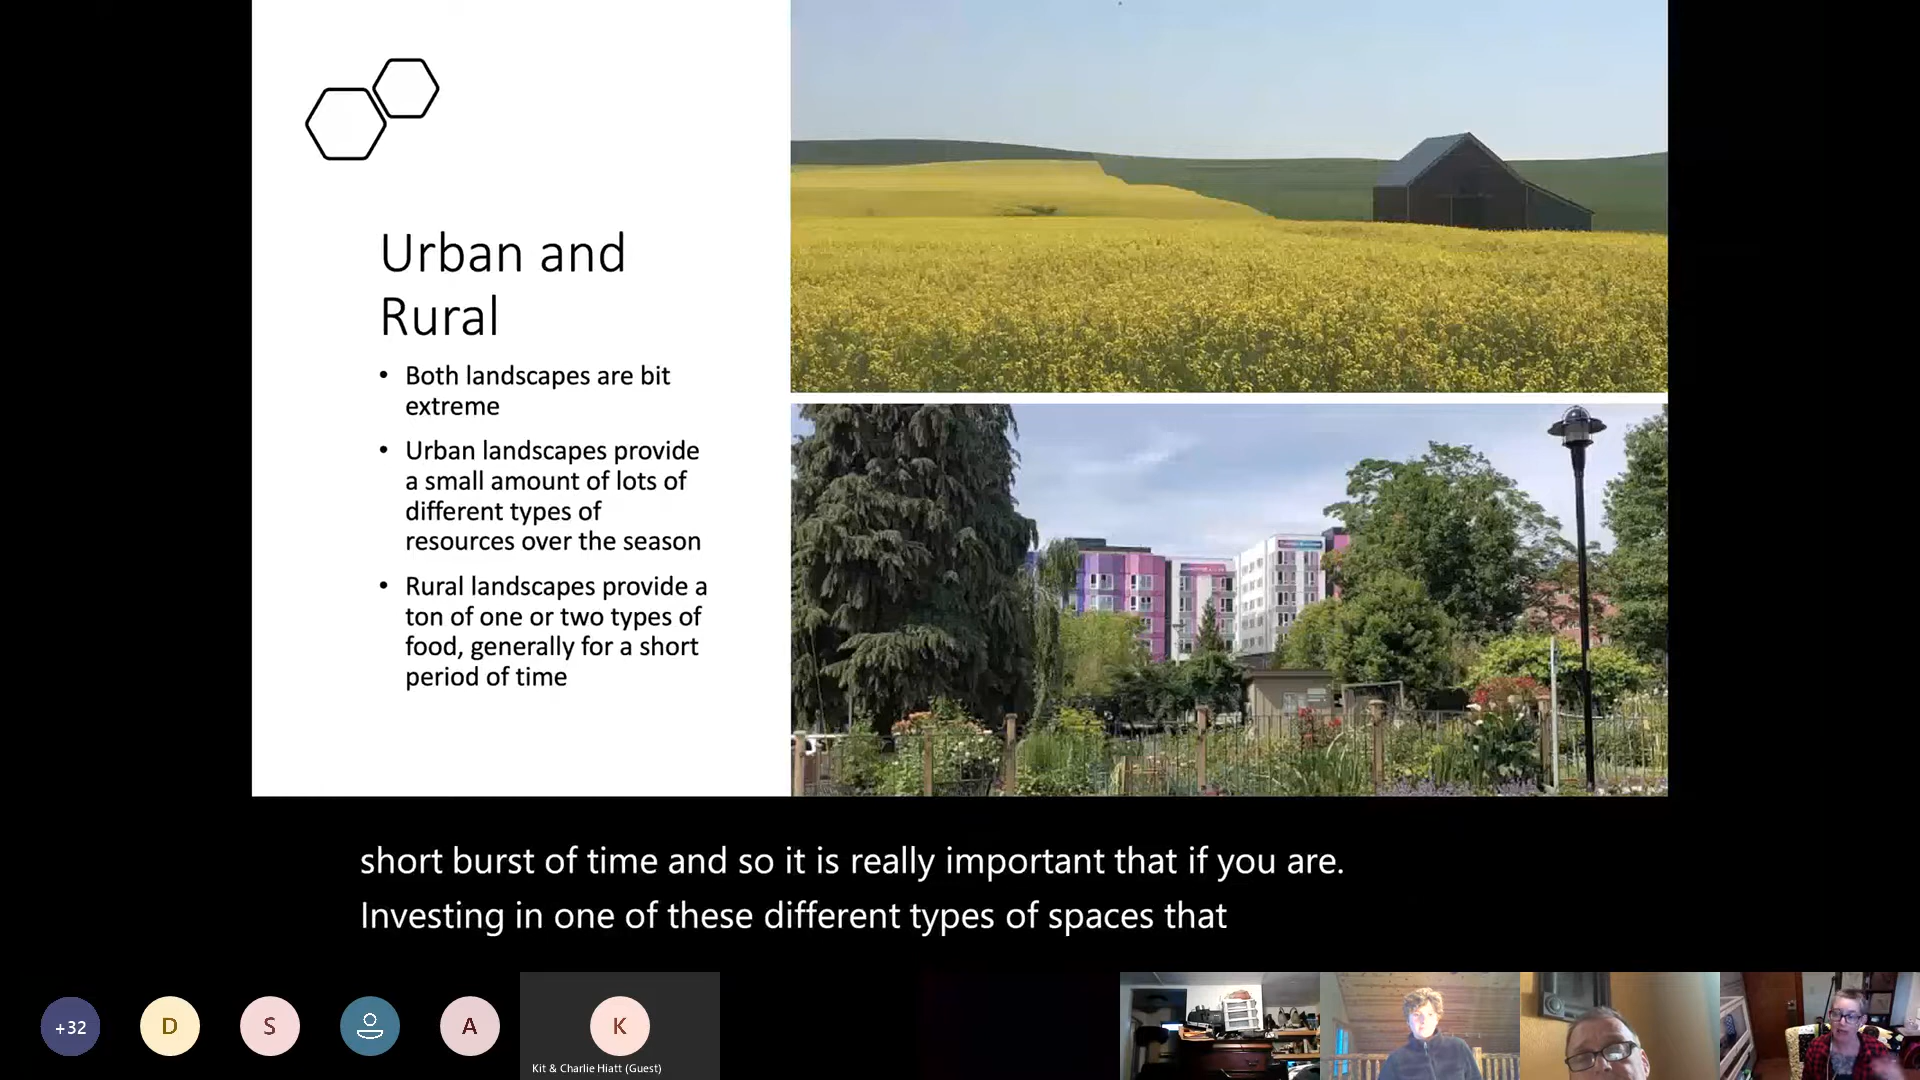 Urban and
Rural
• Both landscapes are bit
extreme
• Urban landscapes provide
a small amount of lots of
different types of
resources over the season
• Rural landscapes provide a
ton of one or two types of
food, generally for a short
period of time
short burst of time and so it is really important that if you are.
Investing in one of these different types of spaces that
+32
D
S
A
K
Kit & Charlie Hiatt (Guest)